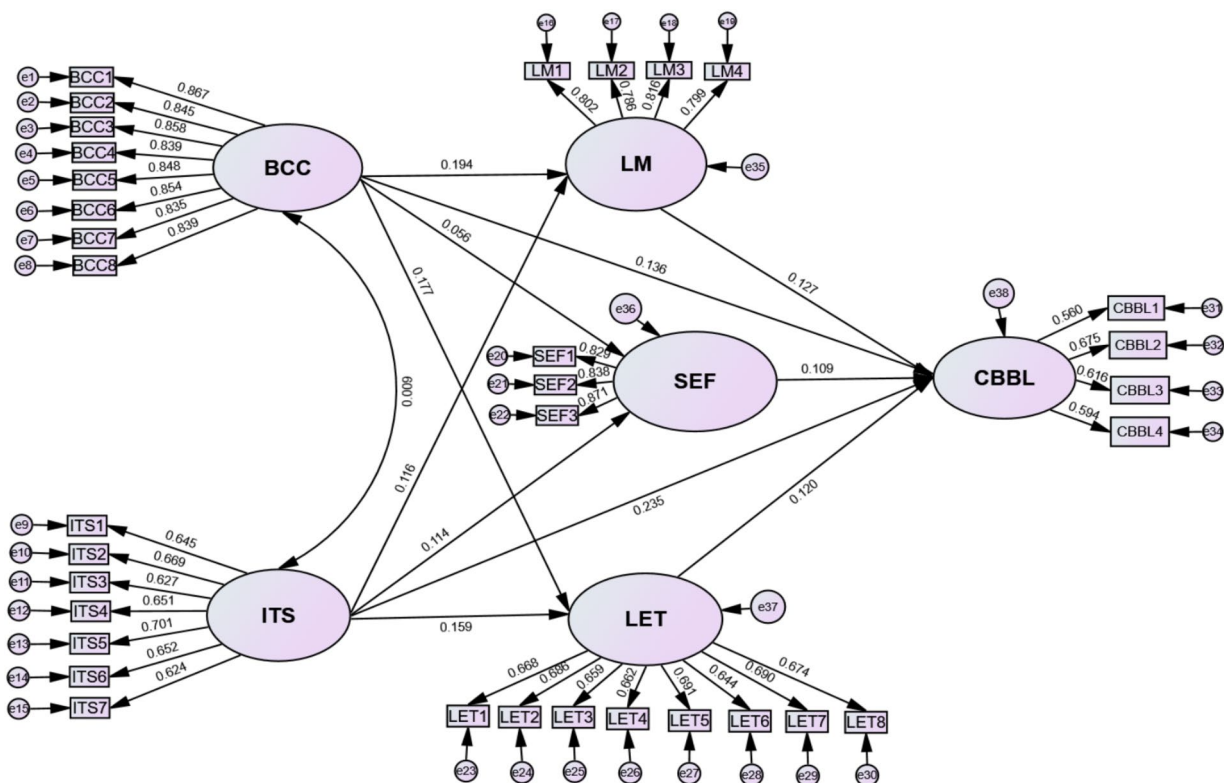 e16 e17 e18 e19
LM1 LM2 LM3 LM4
0.802 0.786 0.816 0.799
LM
e35
e1 BCC1
e2 BCC2
e3 BCC3
e4 BCC4
e5 BCC5
e6 BCC6
e7 BCC7
e8 BCC8
0.867
0.845
0.858
0.839
0.848
0.854
0.835
0.839
BCC
0.194
0.056
0.136
0.177
0.127
0.009
e36
e20 SEF1
e21 SEF2
e22 SEF3
0.829
0.838
0.871
SEF
0.109
e38
CBBL
0.560
0.675
0.616
0.594
CBBL1 e31
CBBL2 e32
CBBL3 e33
CBBL4 e34
0.116
0.114
0.235
0.120
0.159
e9 ITS1
e10 ITS2
e11 ITS3
e12 ITS4
e13 ITS5
e14 ITS6
e15 ITS7
0.645
0.669
0.627
0.651
0.701
0.652
0.624
ITS
LET
e37
0.668 0.686 0.659 0.662 0.691 0.644 0.690 0.674
LET1 LET2 LET3 LET4 LET5 LET6 LET7 LET8
e23 e24 e25 e26 e27 e28 e29 e30